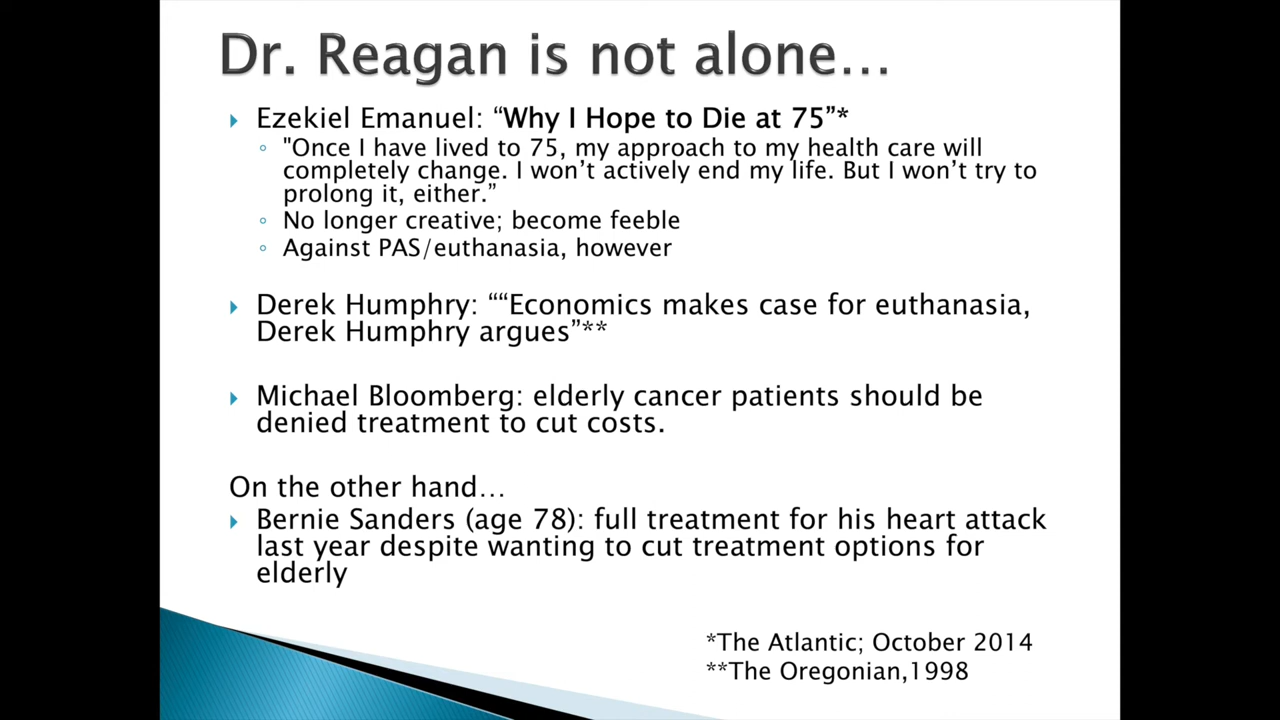 Dr. Reagan is not alone…
Ezekiel Emanuel: “Why I Hope to Die at 75”*
"Once I have lived to 75, my approach to my health care will
completely change. I won’t actively end my life. But I won’t try to
prolong it, either.”
No longer creative; become feeble
Against PAS/euthanasia, however
Derek Humphry: ““Economics makes case for euthanasia,
Derek Humphry argues”**
Michael Bloomberg: elderly cancer patients should be
denied treatment to cut costs.
On the other hand…
Bernie Sanders (age 78): full treatment for his heart attack
last year despite wanting to cut treatment options for
elderly
*The Atlantic; October 2014
**The Oregonian,1998